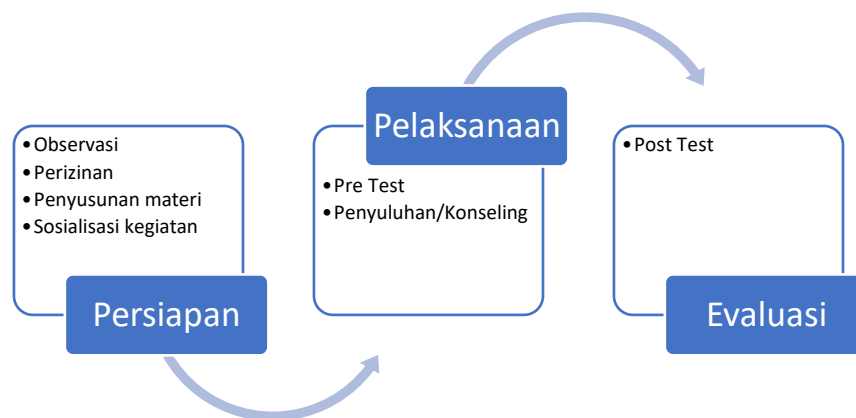 • Observasi
• Perizinan
• Penyusunan materi
• Sosialisasi kegiatan
Persiapan
Pelaksanaan
• Pre Test
• Penyuluhan/Konseling
• Post Test
Evaluasi